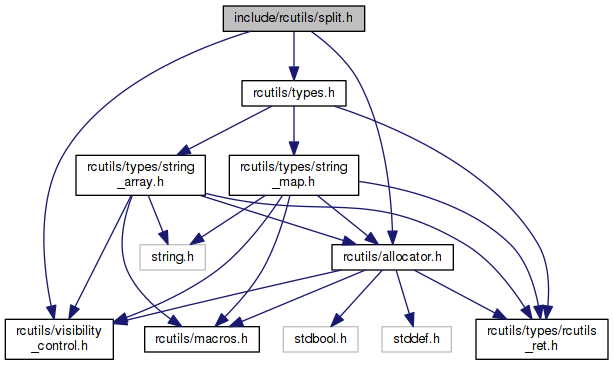 include/rcutils/split.h
rcutils/types.h
rcutils/types/string
_array.h
rcutils/types/string
_map.h
string.h
rcutils/allocator.h
rcutils/visibility
_control.h
rcutils/macros.h
stdbool.h
stddef.h
rcutils/types/rcutils
_ret.h